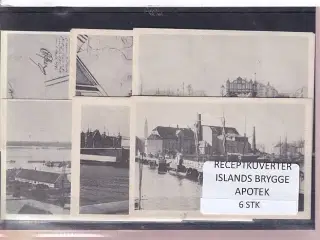 RECEPTKUVERTER
ISLANDS BRYGGE
APOTEK
6 STK